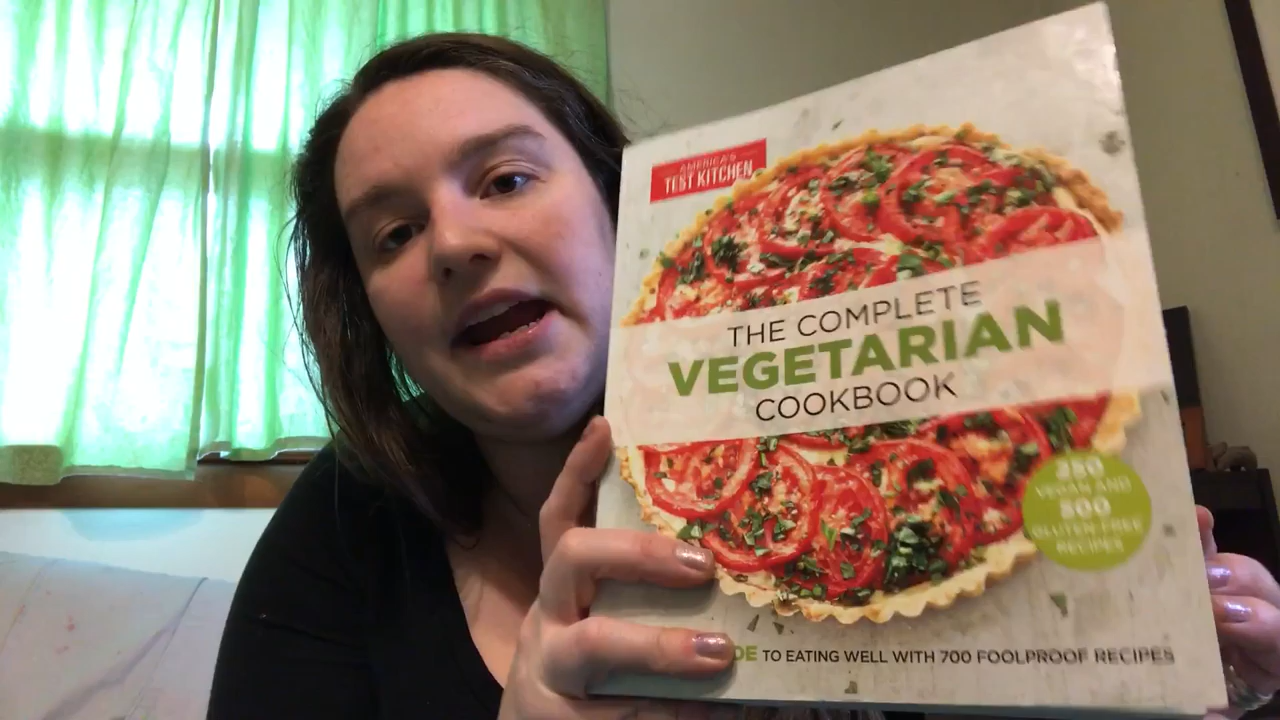 AMERICA'S
TEST KITCHEN
THE COMPLETE
VEGETARIAN
COOKBOOK
250
VEGAN AND
500
GLUTEN-FREE
RECIPES
DE TO EATING WELL WITH 700 FOOLPROOF RECIPES